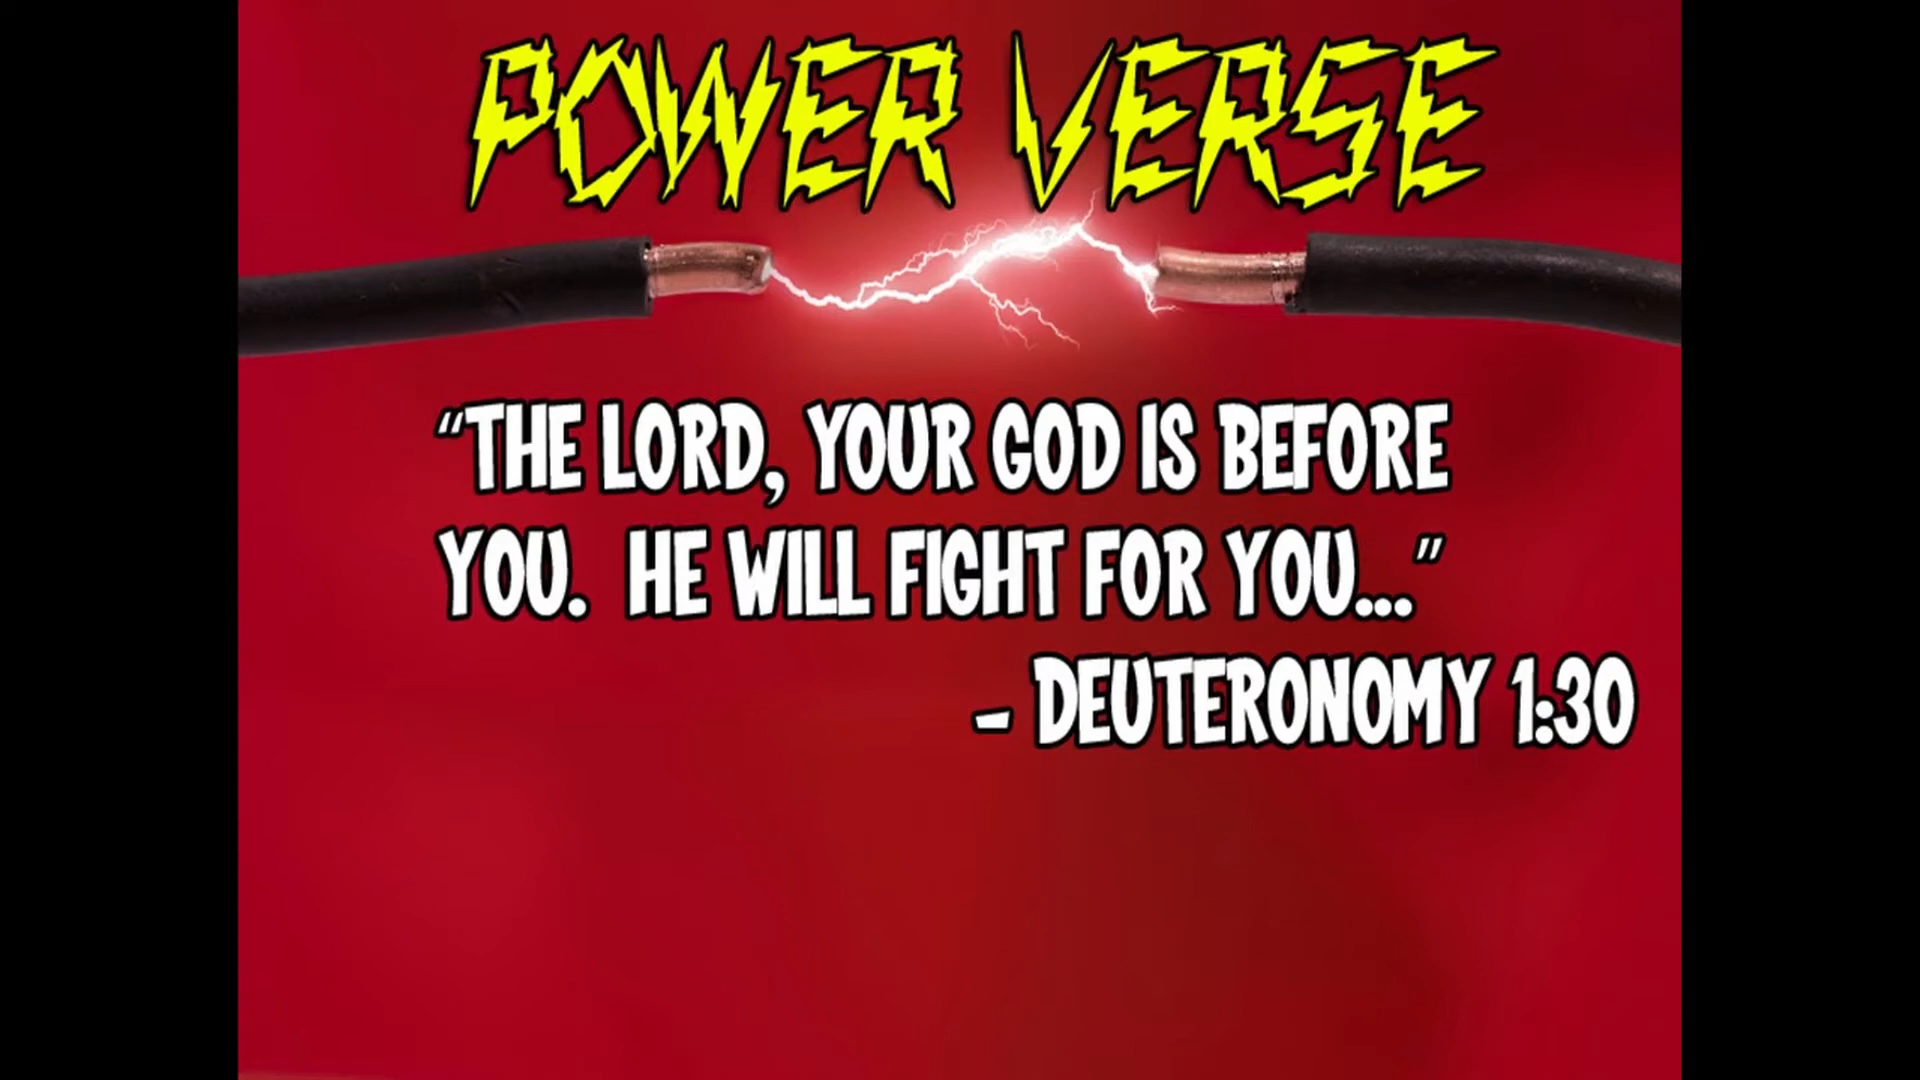 POWER VERSE
“THE LORD, YOUR GOD IS BEFORE
YOU. HE WILL FIGHT FOR YOU...”
- DEUTERONOMY 1:30